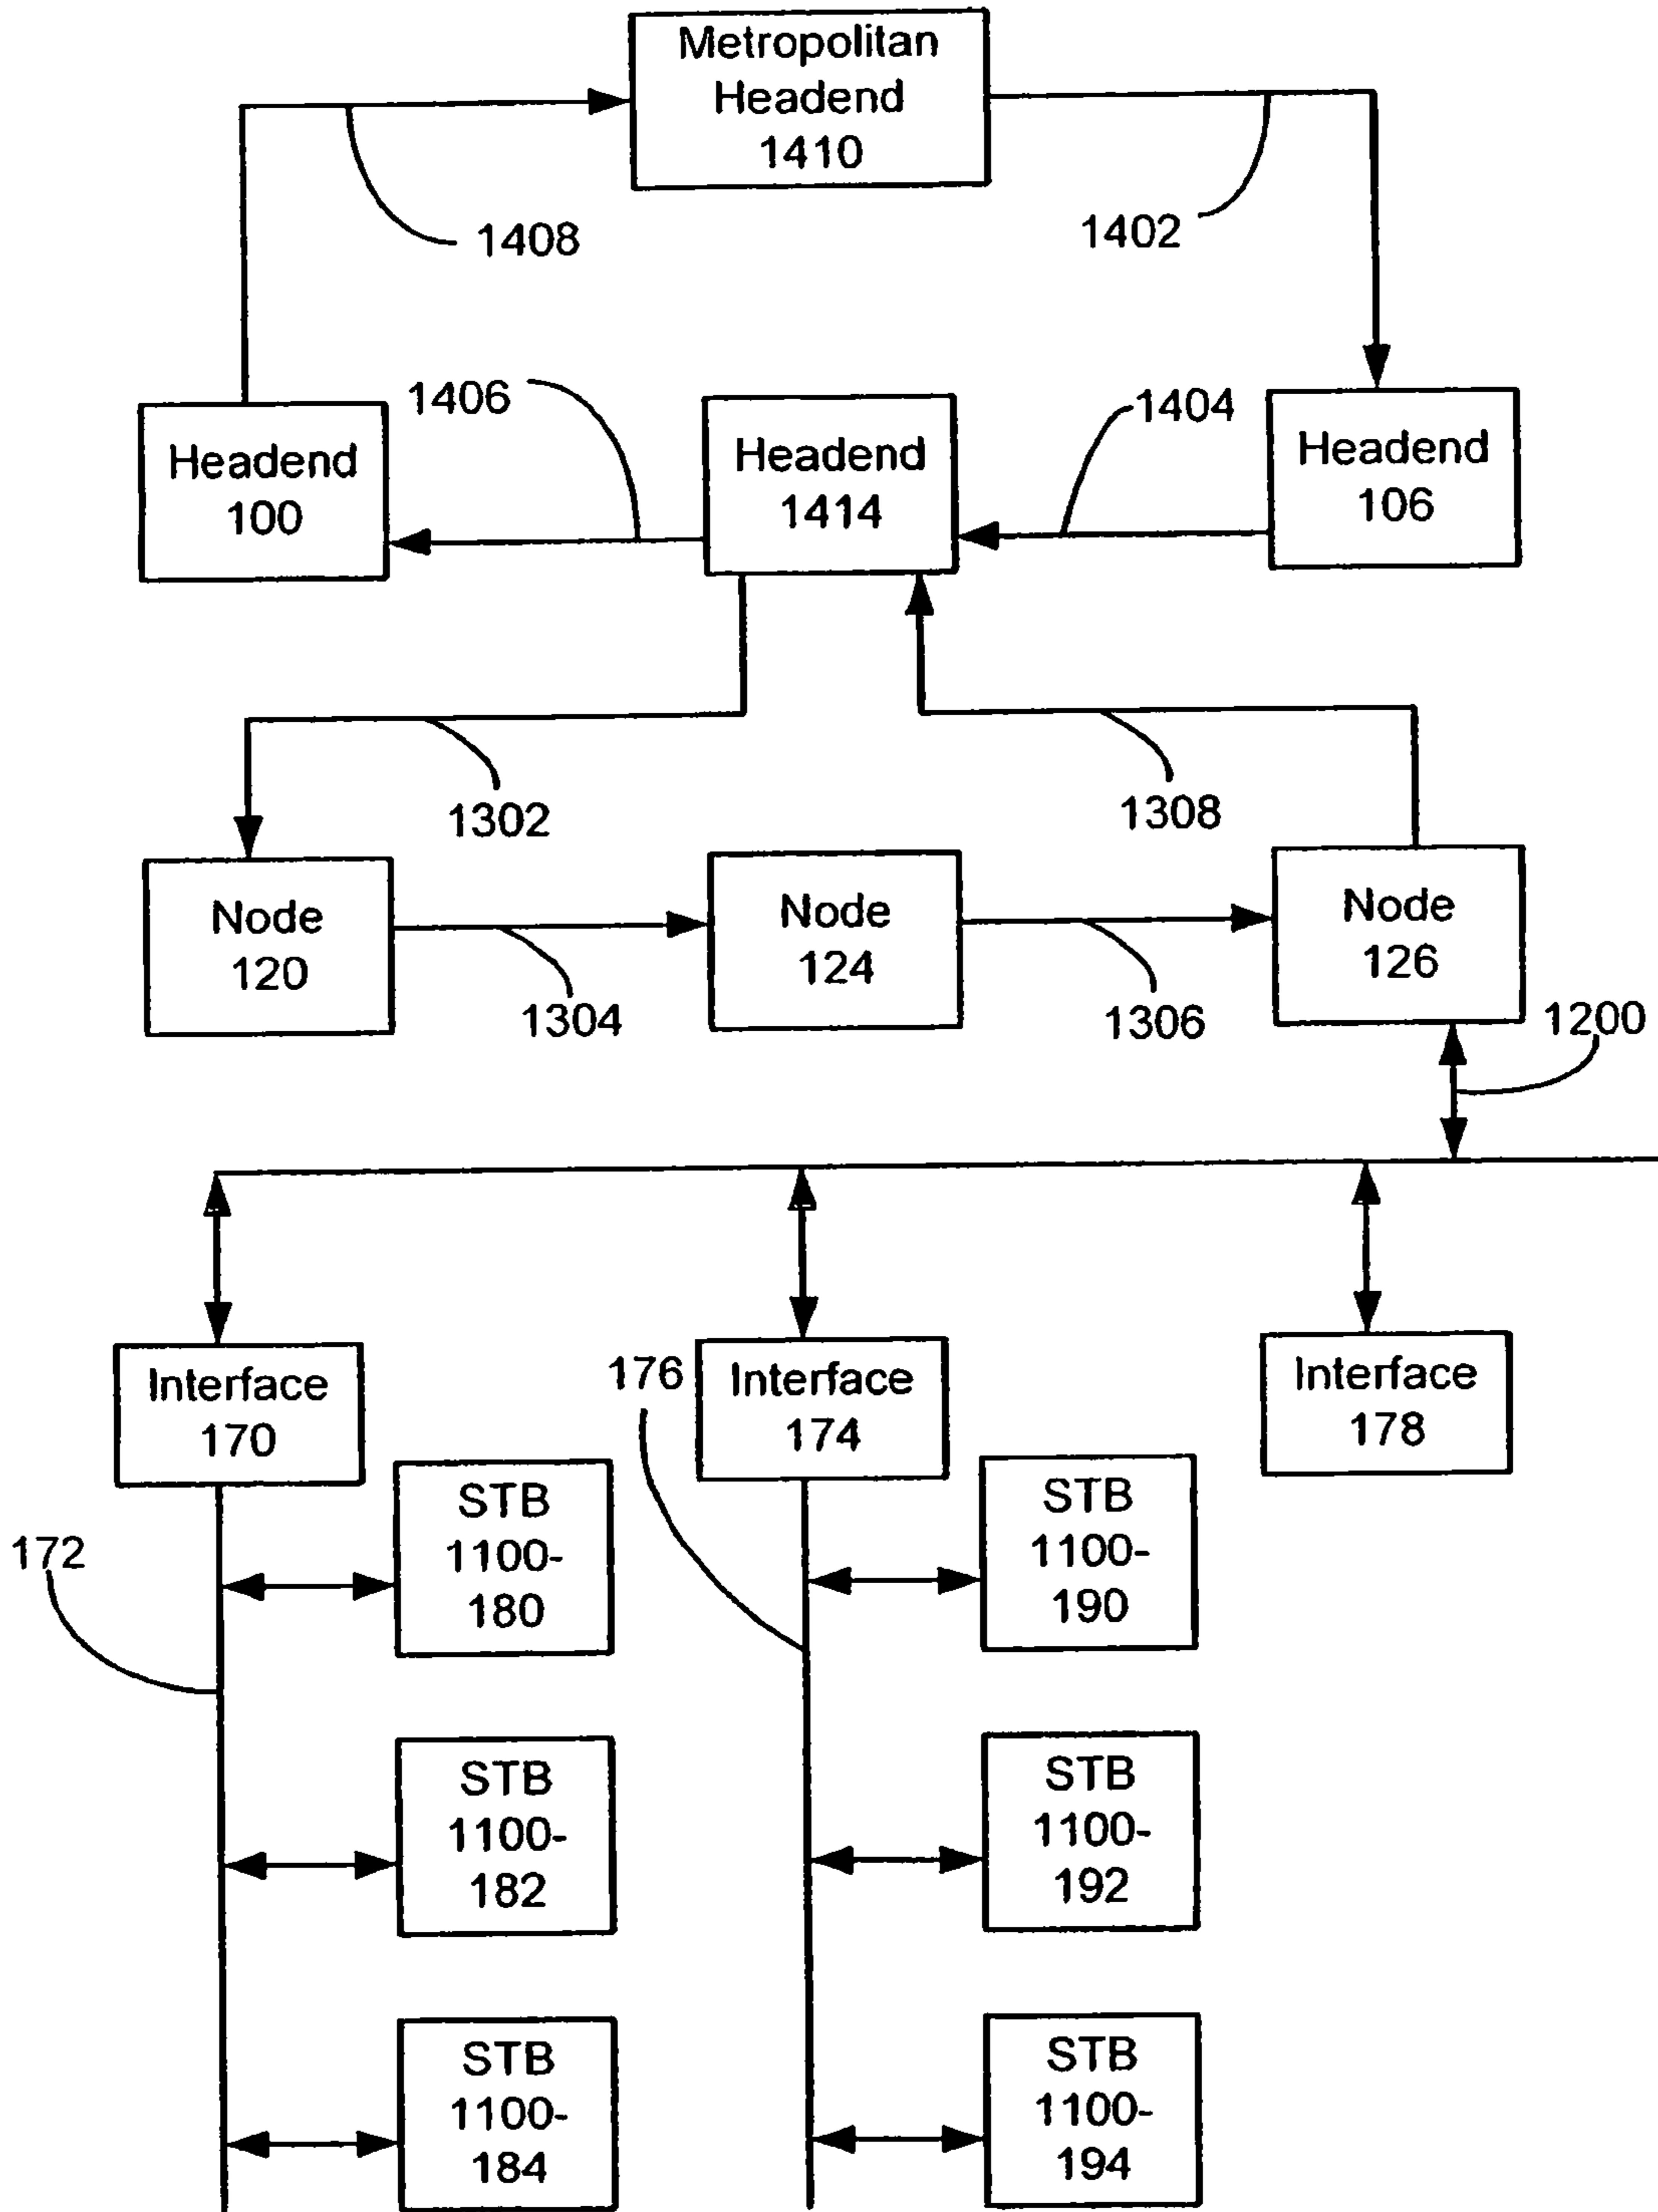 Metropolitan
Headend
1410
1408
1402
1406
1404
Headend
100
Headend
1414
Headend
106
1302
1308
Node
120
Node
124
Node
126
1304
1306
1200
Interface
170
176
Interface
174
Interface
178
172
STB
1100-
180
STB
1100-
190
STB
1100-
182
STB
1100-
192
STB
1100-
184
STB
1100-
194